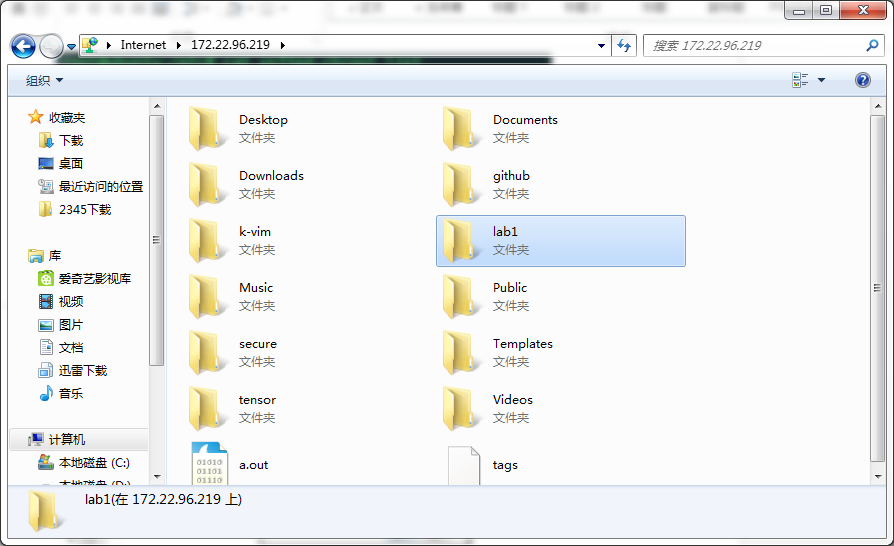 Internet 172.22.96.219
搜索 172.22.96.219
组织
收藏夹
下载
桌面
最近访问的位置
2345下载
库
爱奇艺影视库
视频
图片
文档
迅雷下载
音乐
计算机
本地磁盘 (C:)
本地磁盘 (D:)
Desktop
文件夹
Documents
文件夹
Downloads
文件夹
github
文件夹
k-vim
文件夹
lab1
文件夹
Music
文件夹
Public
文件夹
secure
文件夹
Templates
文件夹
tensor
文件夹
Videos
文件夹
01010
01101
01110
a.out
tags
lab1(在 172.22.96.219 上)